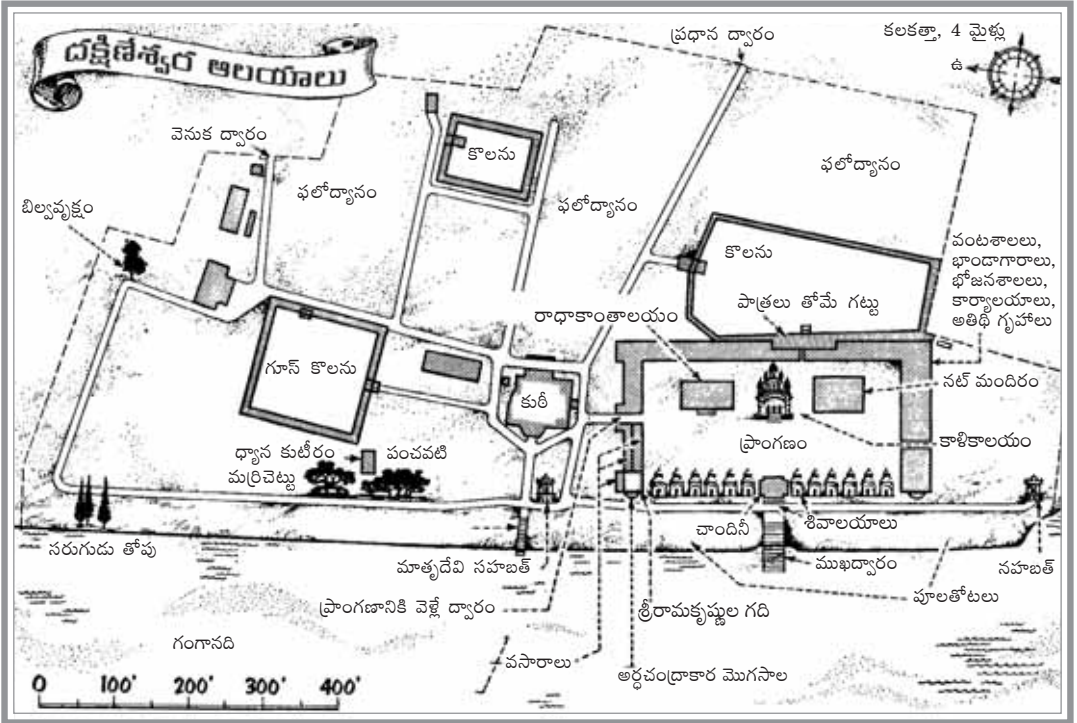 దక్షిణేశ్వర ఆలయాలు
ప్రధాన ద్వారం
కలకత్తా, 4 మైళ్లు
ఉ
వెనుక ద్వారం
కొలను
బిల్వవృక్షం
ఫలోద్యానం
ఫలోద్యానం
ఫలోద్యానం
కొలను
వంటశాలలు,
భాండాగారాలు,
భోజనశాలలు,
కార్యాలయాలు,
అతిథి గృహాలు
పాత్రలు తోమే గట్టు
రాధాకాంతాలయం
గూస్ కొలను
కుఠీ
నట్ మందిరం
ప్రాంగణం
కాళికాలయం
ధ్యాన కుటీరం
పంచవటి
మర్రిచెట్టు
చాందినీ
శివాలయాలు
సరుగుడు తోపు
మాతృదేవి సహబత్
ముఖద్వారం
నహబత్
ప్రాంగణానికి వెళ్లే ద్వారం
శ్రీరామకృష్ణుల గది
పూలతోటలు
గంగానది
వసారాలు
అర్ధచంద్రాకార మొగసాల
0 100' 200' 300' 400'